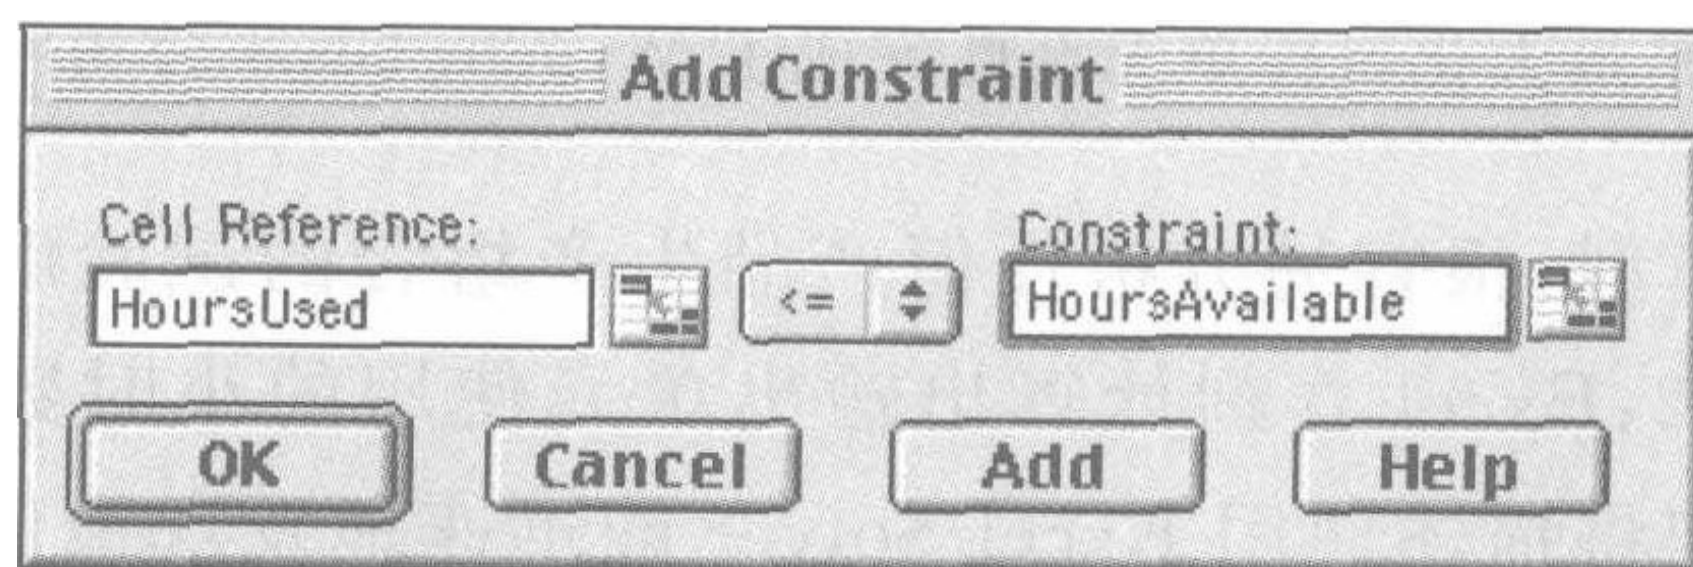 Add Constraint
Cell Reference: Constraint:
HoursUsed <= HoursAvailable
OK Cancel Add Help